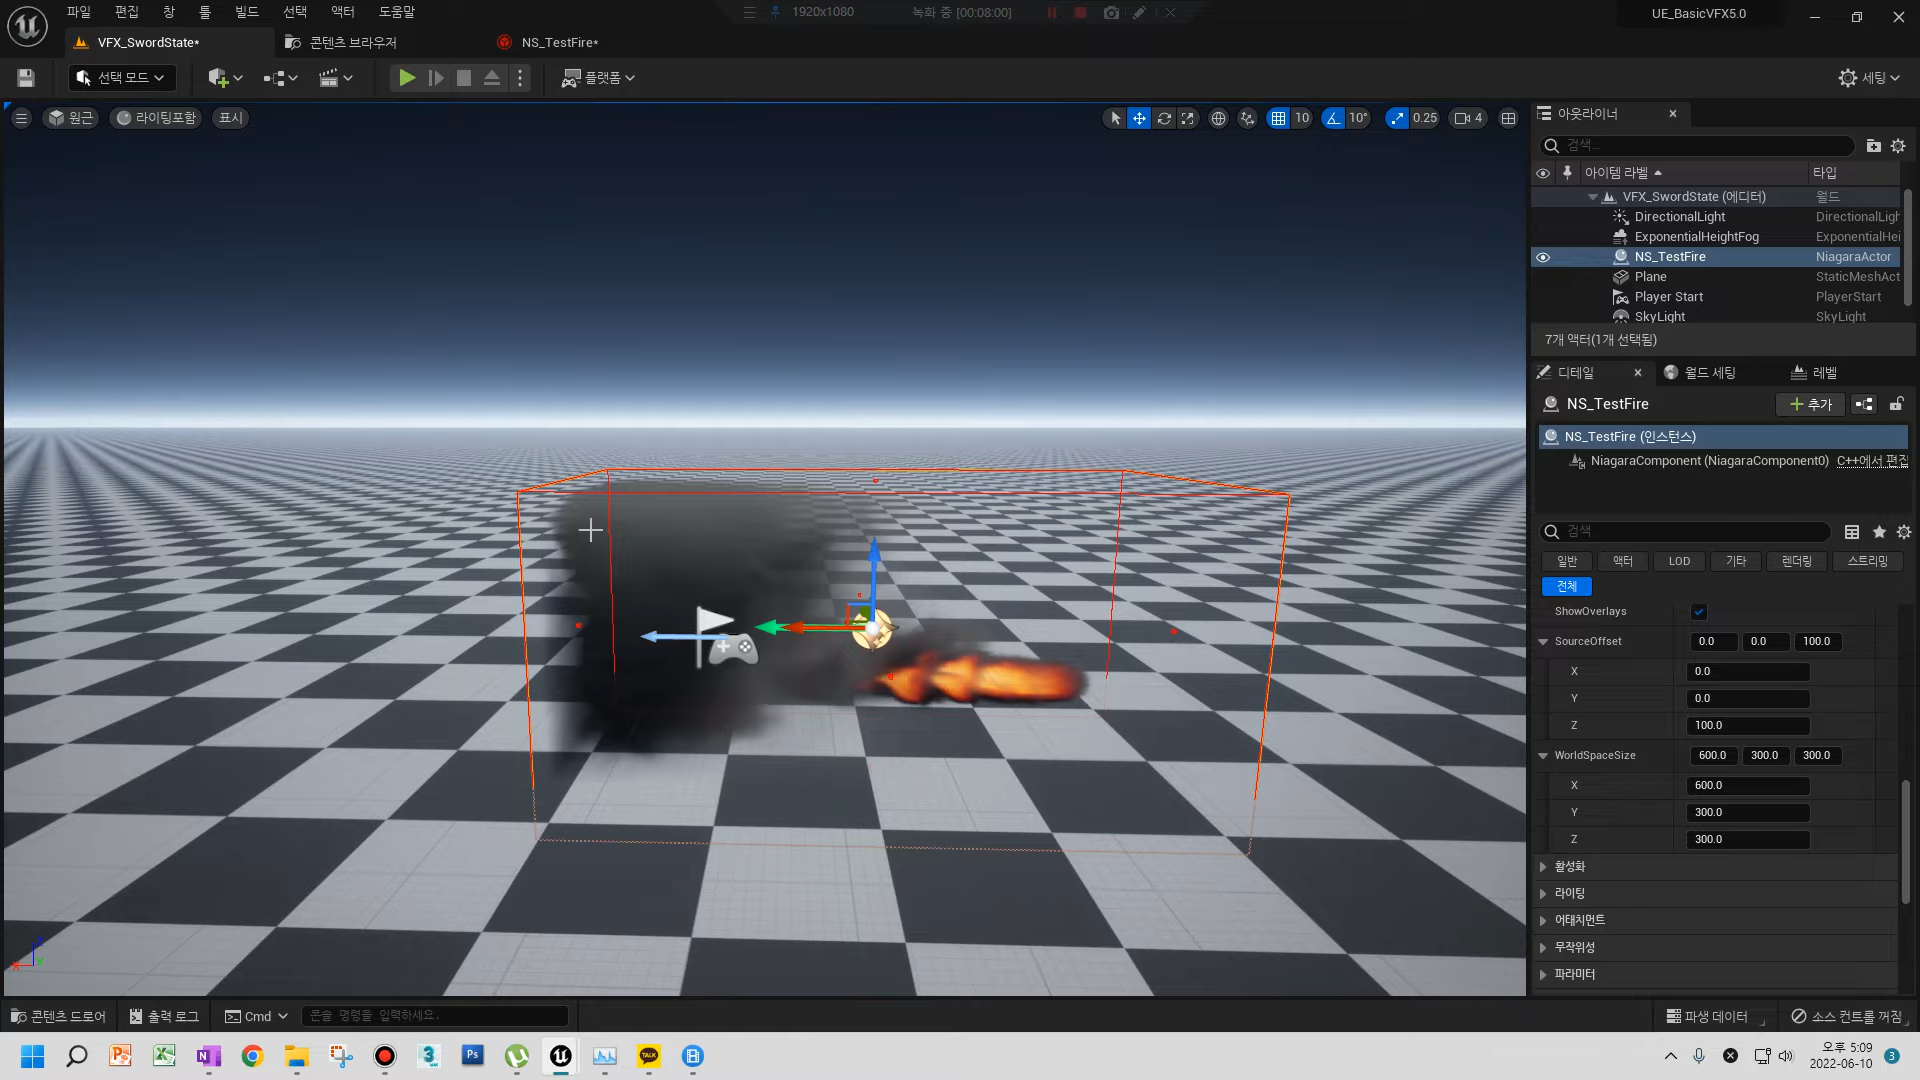 파일 편집 창 툴 빌드 선택 액터 도움말
1920x1080 녹화 중 [00:08:00]
UE_BasicVFX5.0
VFX_SwordState* 콘텐츠 브라우저 NS_TestFire*
선택 모드 플랫폼 세팅
원근 라이팅포함 표시
10 10° 0.25 4
아웃라이너
검색...
아이템 라벨 타입
VFX_SwordState (에디터) 월드
DirectionalLight DirectionalLigh
ExponentialHeightFog ExponentialHei
NS_TestFire NiagaraActor
Plane StaticMeshAct
Player Start PlayerStart
SkyLight SkyLight
7개 액터(1개 선택됨)
디테일 월드 세팅 레벨
NS_TestFire 추가
NS_TestFire (인스턴스)
NiagaraComponent (NiagaraComponent0) C++에서 편집
검색
일반 액터 LOD 기타 렌더링 스트리밍
전체
ShowOverlays
SourceOffset 0.0 0.0 100.0
X 0.0
Y 0.0
Z 100.0
WorldSpaceSize 600.0 300.0 300.0
X 600.0
Y 300.0
Z 300.0
활성화
라이팅
어태치먼트
무작위성
파라미터
콘텐츠 드로어 출력 로그 Cmd 콘솔 명령을 입력하세요.
파생 데이터 소스 컨트롤 꺼짐
오후 5:09
2022-06-10
3